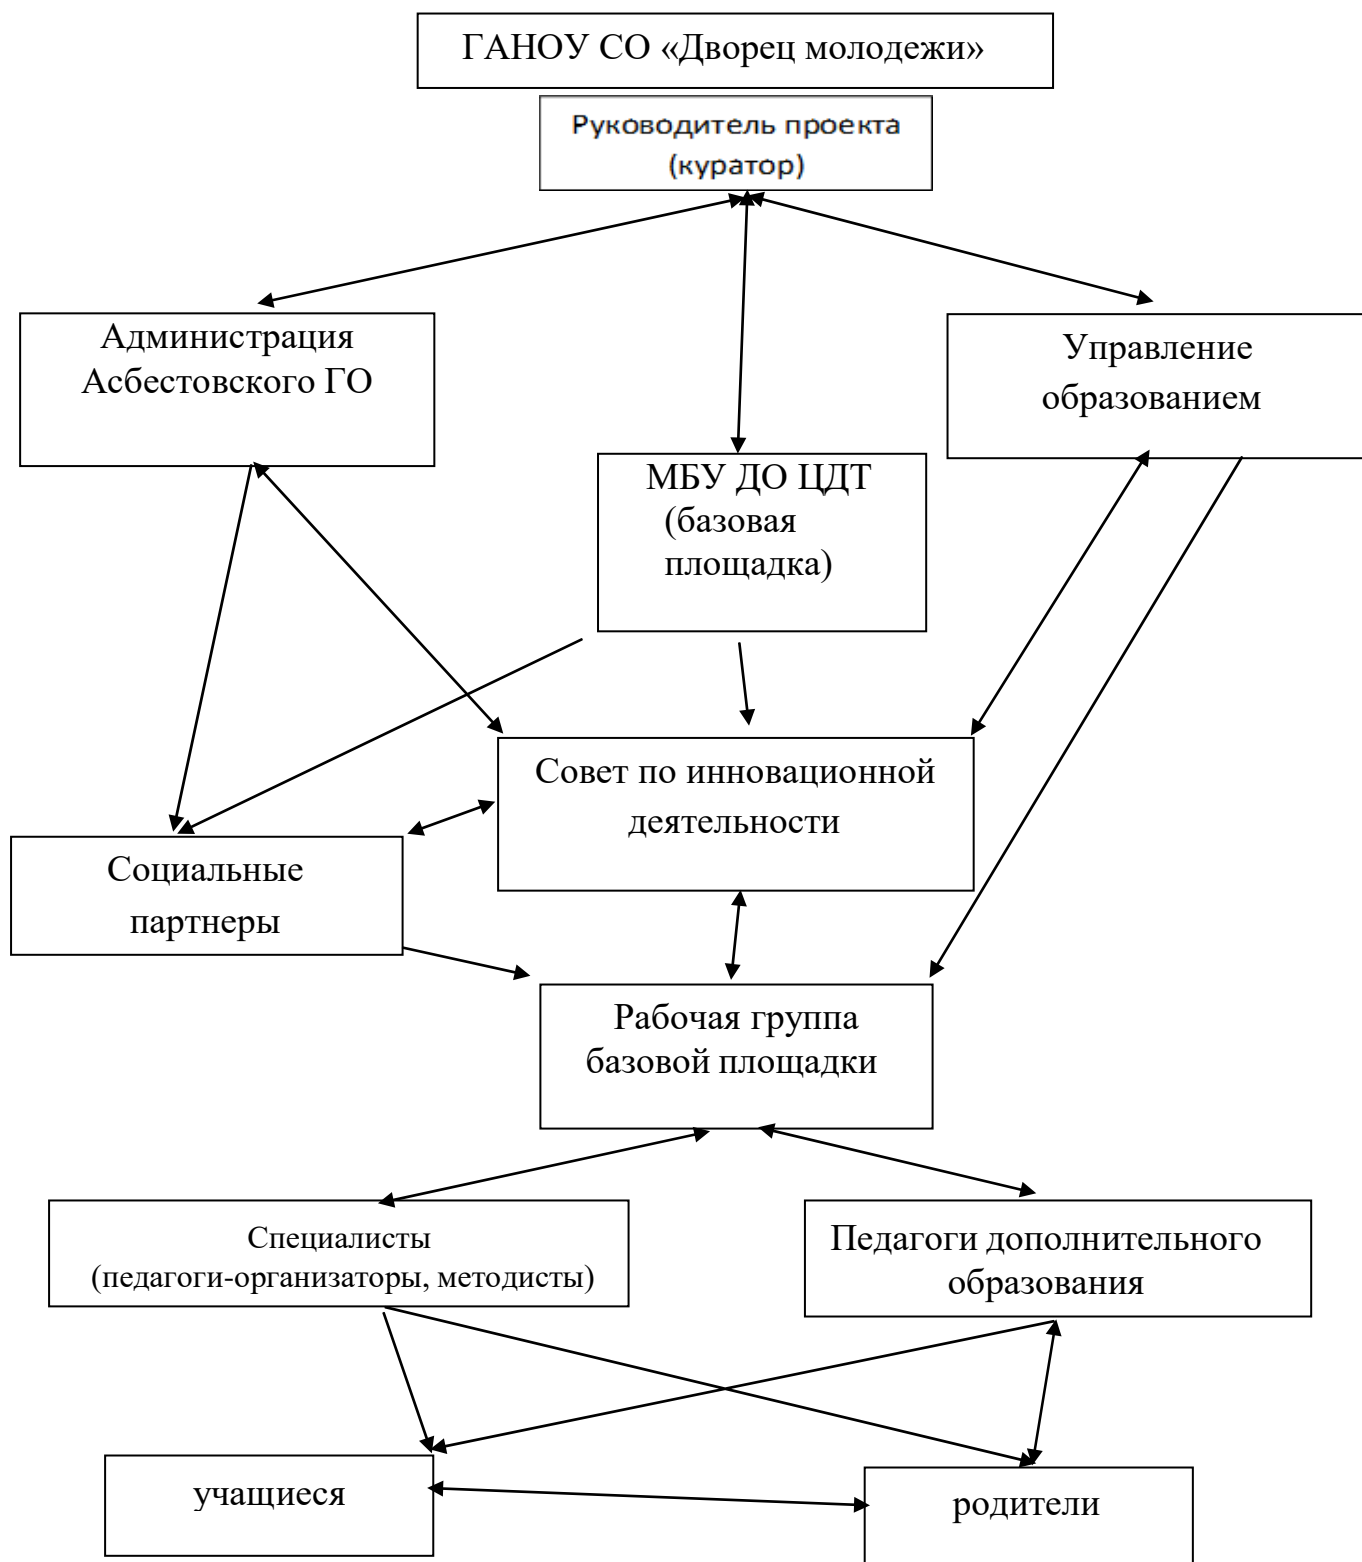 ГАНОУ СО «Дворец молодежи»
Руководитель проекта
(куратор)
Администрация
Асбестовского ГО
Управление
образованием
МБУ ДО ЦДТ
(базовая
площадка)
Совет по инновационной
деятельности
Социальные
партнеры
Рабочая группа
базовой площадки
Специалисты
(педагоги-организаторы, методисты)
Педагоги дополнительного
образования
учащиеся
родители